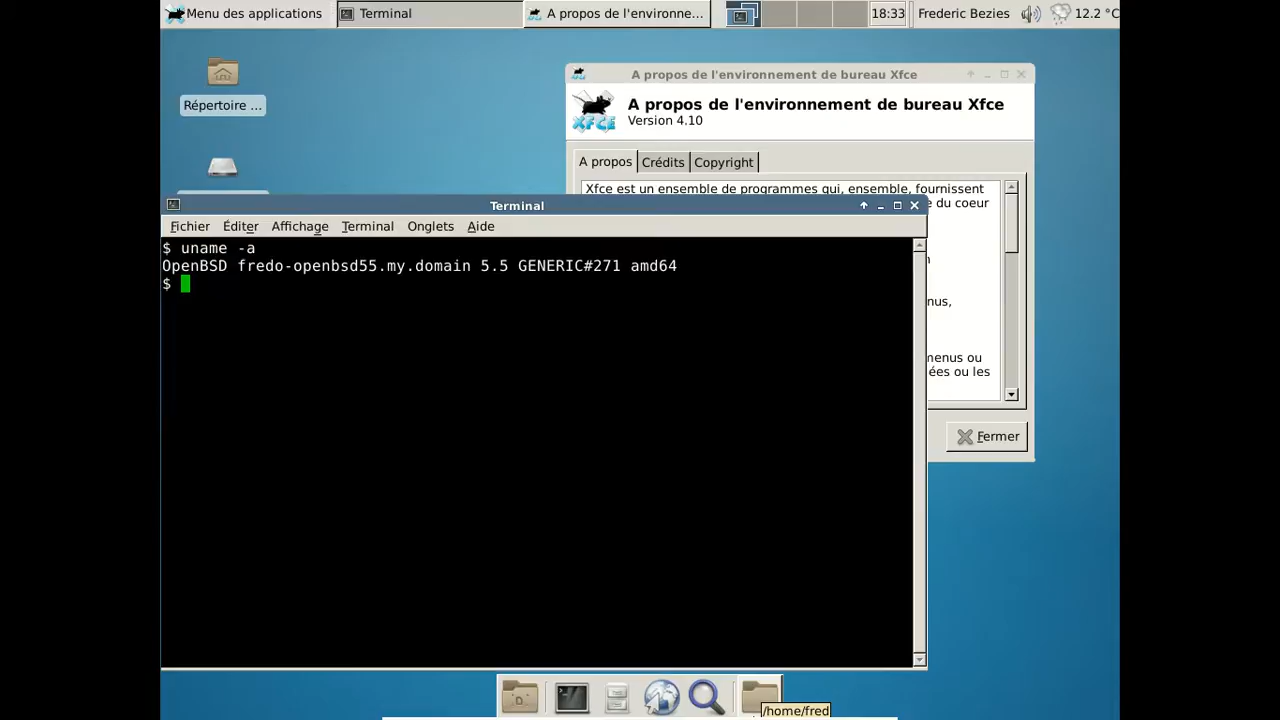 Menu des applications
Terminal
A propos de l'environne...
18:33
Frederic Bezies
12.2 °C
Répertoire ...
A propos de l'environnement de bureau Xfce
XFCE
A propos de l'environnement de bureau Xfce
Version 4.10
A propos
Crédits
Copyright
Xfce est un ensemble de programmes qui, ensemble, fournissent
du coeur
nus,
menus ou
ées ou les
Fermer
Terminal
Fichier
Éditer
Affichage
Terminal
Onglets
Aide
$ uname -a
OpenBSD fredo-openbsd55.my.domain 5.5 GENERIC#271 amd64
$
/home/fred